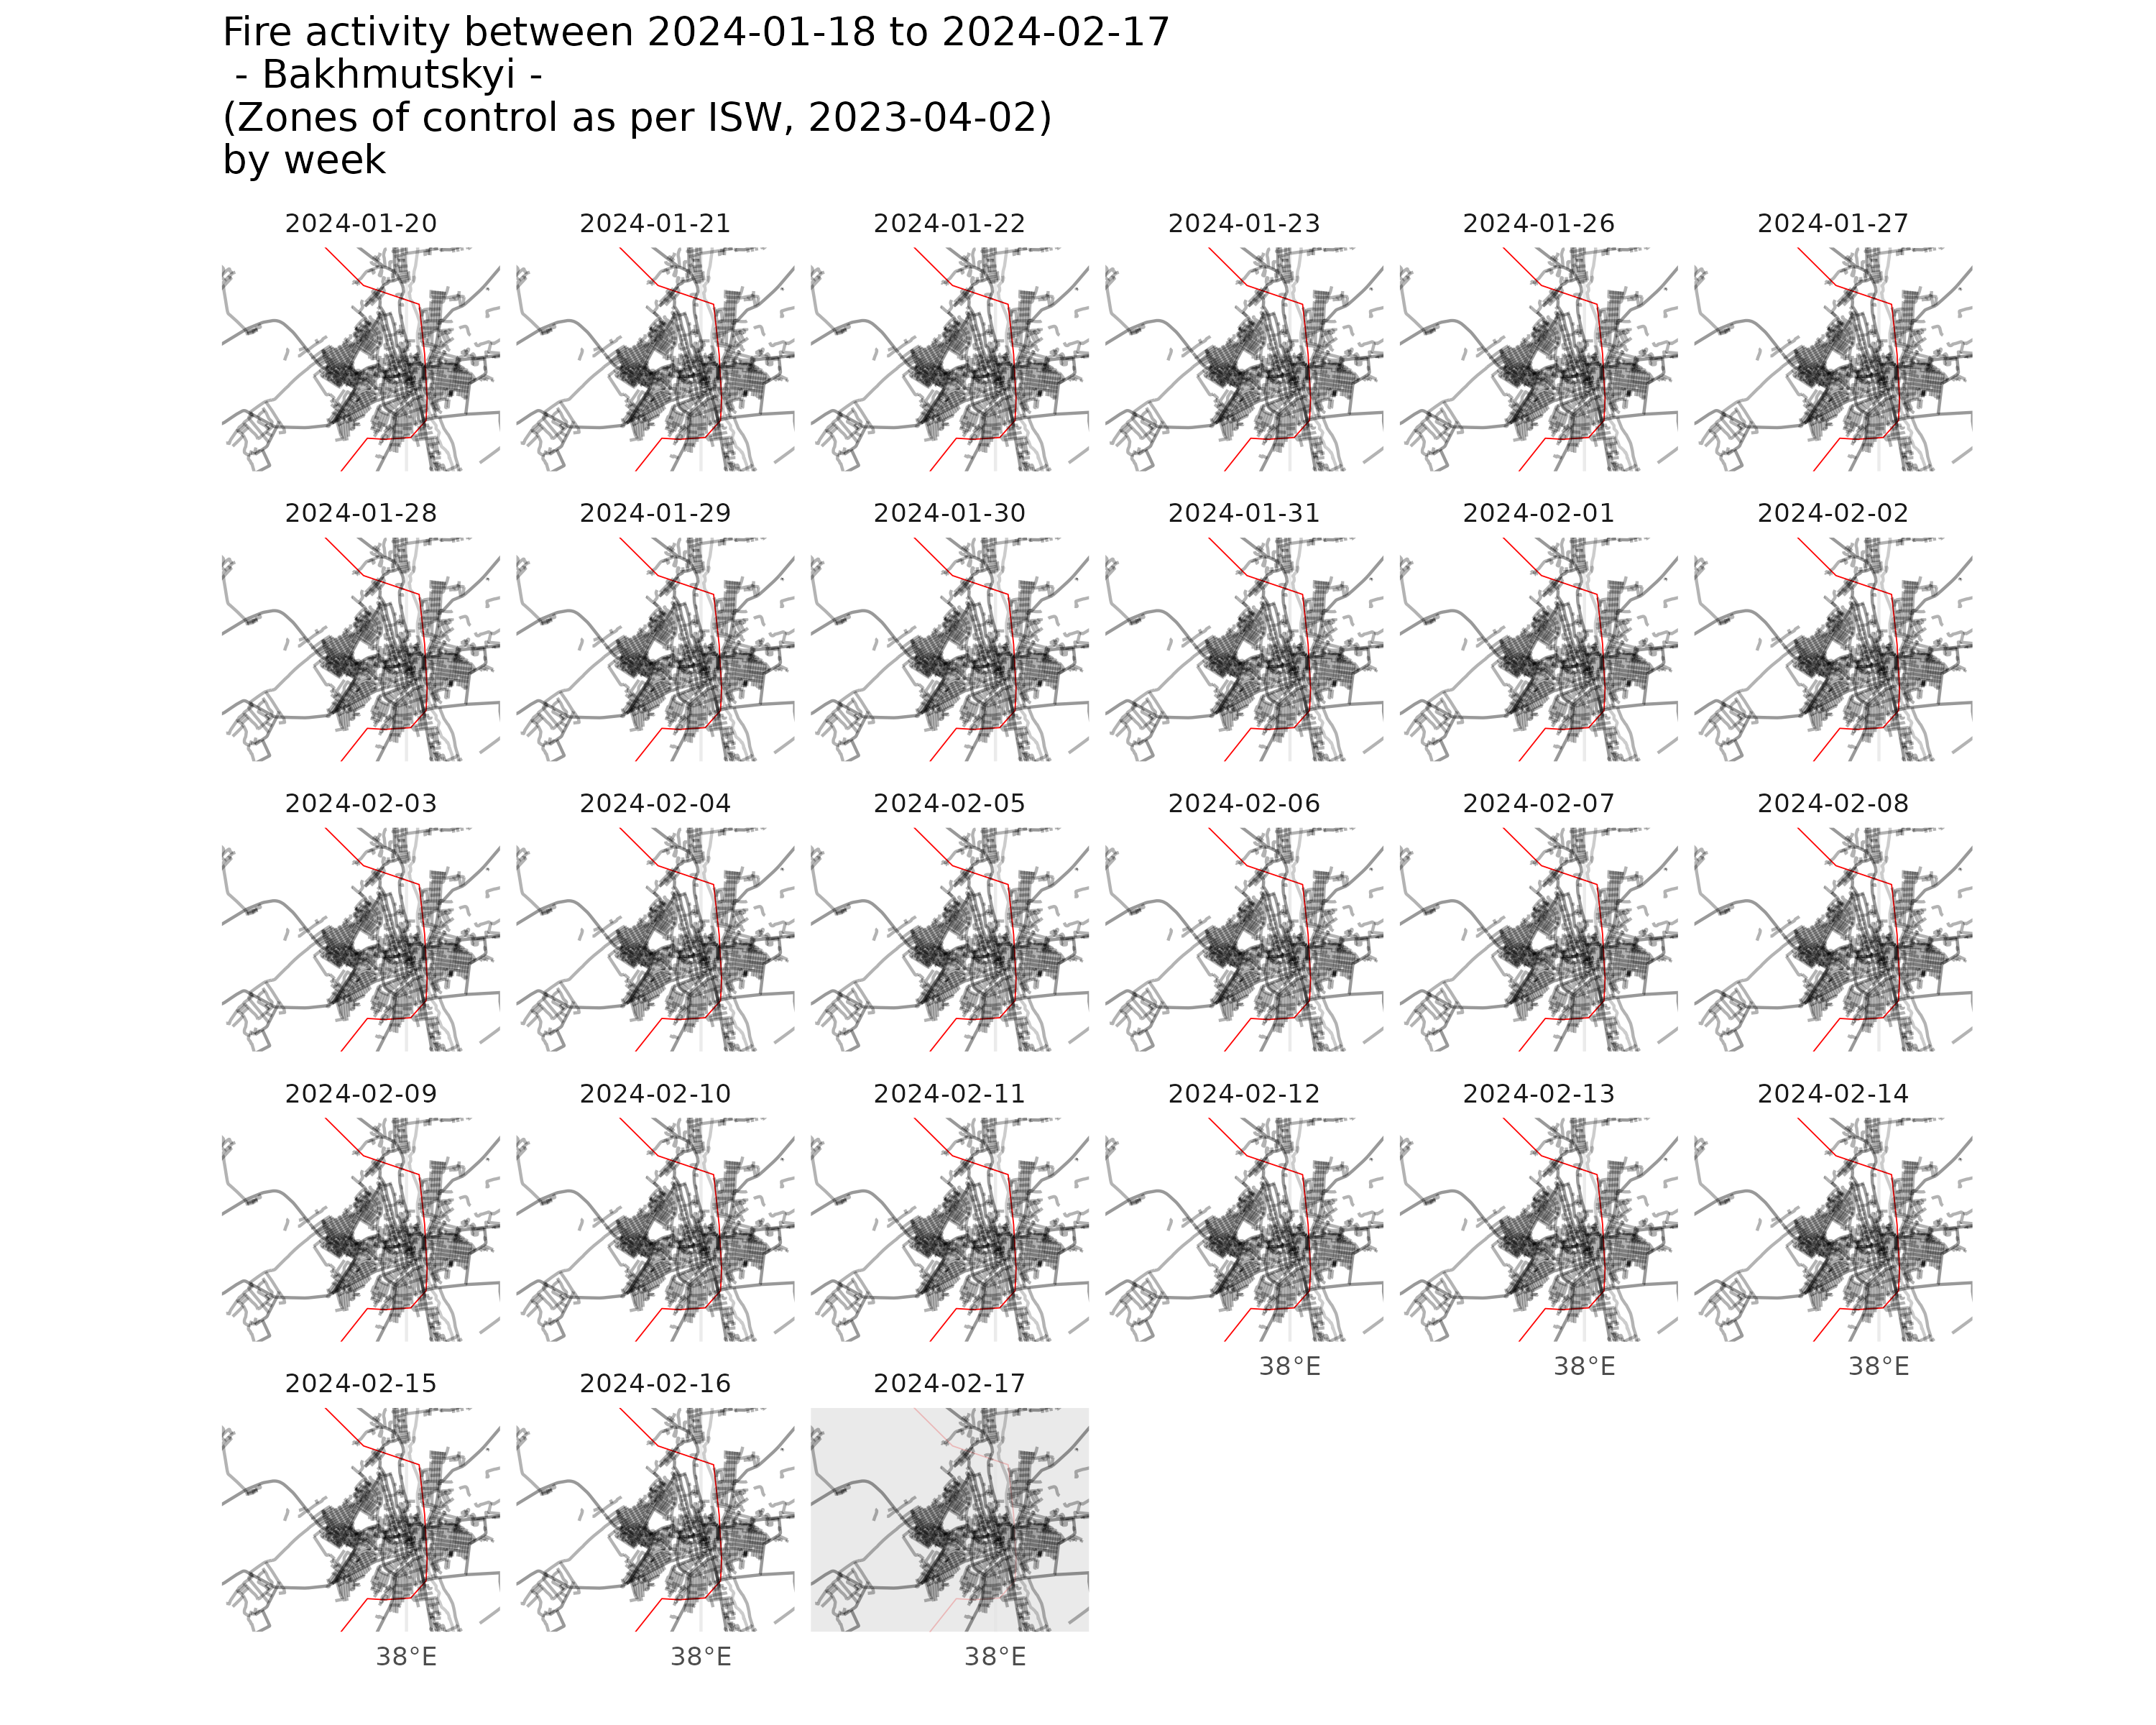 Fire activity between 2024-01-18 to 2024-02-17
- Bakhmutskyi -
(Zones of control as per ISW, 2023-04-02)
by week
2024-01-20 2024-01-21 2024-01-22 2024-01-23 2024-01-26 2024-01-27
2024-01-28 2024-01-29 2024-01-30 2024-01-31 2024-02-01 2024-02-02
2024-02-03 2024-02-04 2024-02-05 2024-02-06 2024-02-07 2024-02-08
2024-02-09 2024-02-10 2024-02-11 2024-02-12 2024-02-13 2024-02-14
38°E 38°E 38°E
2024-02-15 2024-02-16 2024-02-17
38°E 38°E 38°E